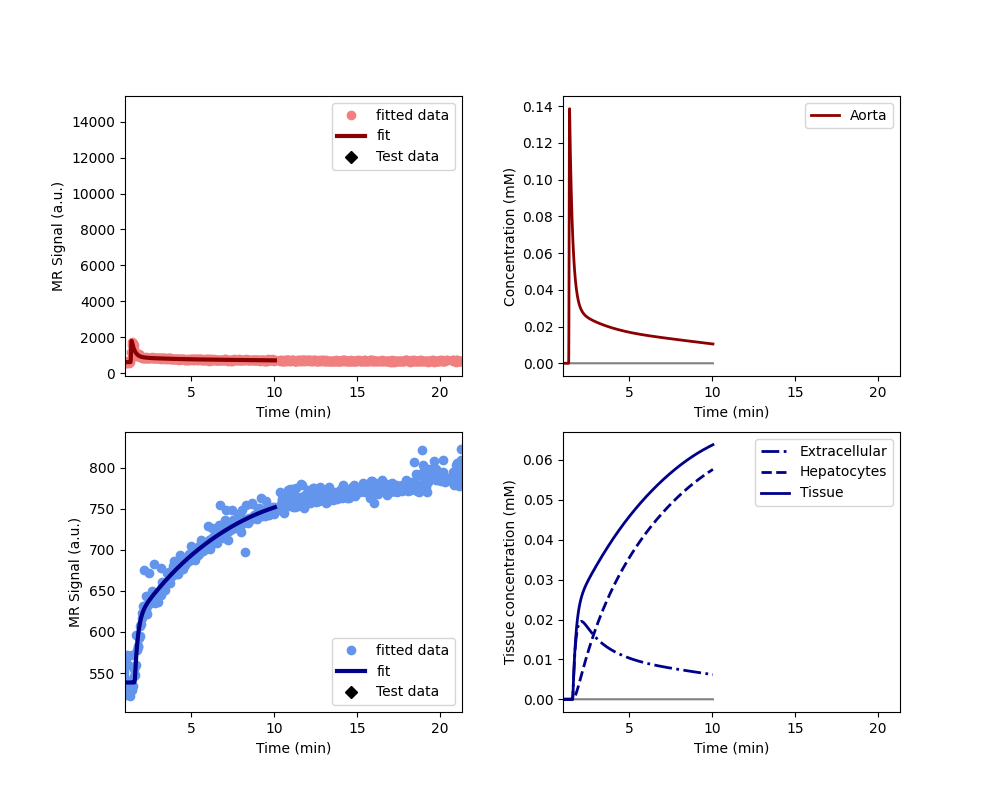 14000
12000
10000
8000
6000
4000
2000
0
MR Signal (a.u.)
5
10
15
20
Time (min)
fitted data
fit
Test data
0.14
0.12
0.10
0.08
0.06
0.04
0.02
0.00
Concentration (mM)
5
10
15
20
Time (min)
Aorta
800
750
700
650
600
550
MR Signal (a.u.)
5
10
15
20
Time (min)
fitted data
fit
Test data
0.06
0.05
0.04
0.03
0.02
0.01
0.00
Tissue concentration (mM)
5
10
15
20
Time (min)
Extracellular
Hepatocytes
Tissue